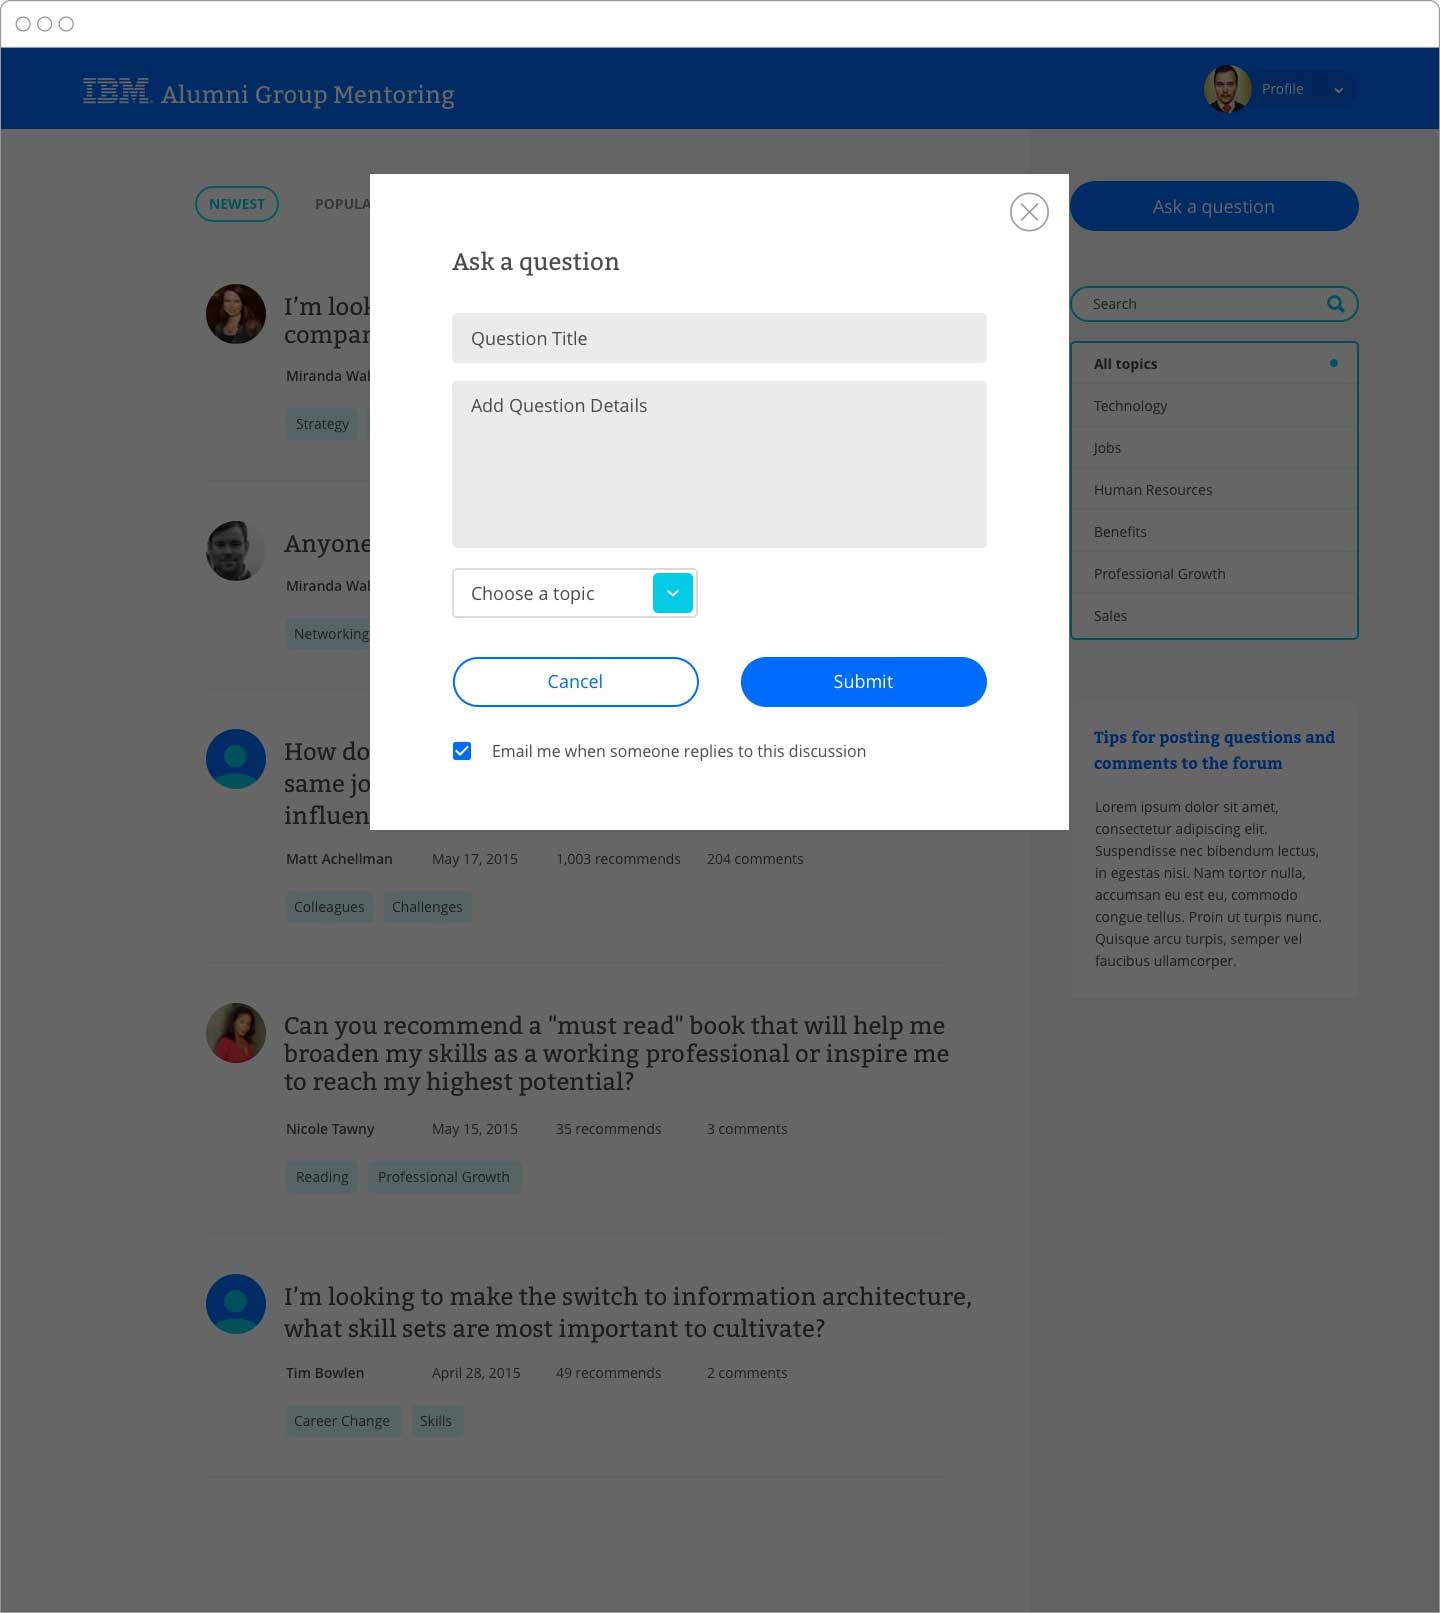 IBM Alumni Group Mentoring
Profile
NEWEST
Ask a question
Ask a question
Search
Question Title
Add Question Details
Choose a topic
Cancel
Submit
Email me when someone replies to this discussion
I'm
Miranda
Strategy
Anyone
Miranda
Networking
How do
same
Matt Achellman May 17, 2015 1,003 recommends 204 comments
Colleagues Challenges
Can you recommend a "must read" book that will help me
broaden my skills as a working professional or inspire me
to reach my highest potential?
Nicole Tawny May 15, 2015 35 recommends 3 comments
Reading Professional Growth
I'm looking to make the switch to information architecture,
what skill sets are most important to cultivate?
Tim Bowlen April 28, 2015 49 recommends 2 comments
Career Change Skills
All topics
Technology
Jobs
Human Resources
Benefits
Professional Growth
Sales
Tips for posting questions and
comments to the forum
Lorem ipsum dolor sit amet,
consectetur adipiscing elit.
Suspendisse nec bibendum lectus,
in egestas nisi. Nam tortor nulla,
accumsan eu est eu, commodo
congue tellus. Proin ut turpis nunc.
Quisque arcu turpis, semper vel
faucibus ullamcorper.